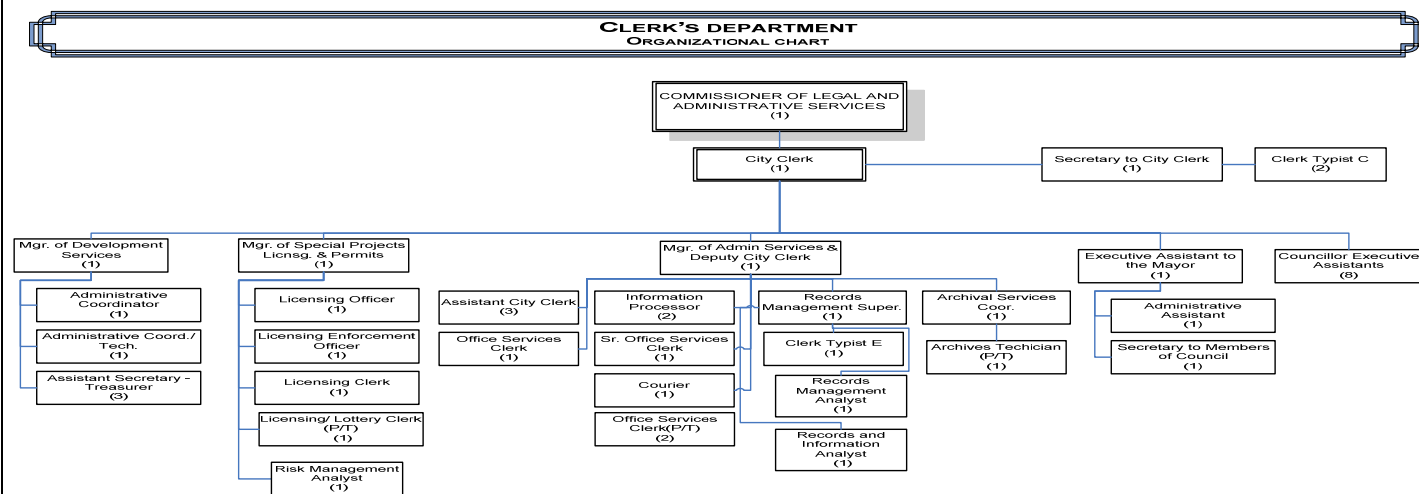 CLERK'S DEPARTMENT
ORGANIZATIONAL CHART
COMMISSIONER OF LEGAL AND
ADMINISTRATIVE SERVICES
(1)
City Clerk
(1)
Secretary to City Clerk
(1)
Clerk Typist C
(2)
Mgr. of Development
Services
(1)
Administrative
Coordinator
(1)
Administrative Coord./
Tech.
(1)
Assistant Secretary -
Treasurer
(3)
Mgr. of Special Projects
Licnsg. & Permits
(1)
Licensing Officer
(1)
Licensing Enforcement
Officer
(1)
Licensing Clerk
(1)
Licensing/ Lottery Clerk
(P/T)
(1)
Risk Management
Analyst
(1)
Mgr. of Admin Services &
Deputy City Clerk
(1)
Assistant City Clerk
(3)
Office Services
Clerk
(1)
Information
Processor
(2)
Sr. Office Services
Clerk
(1)
Courier
(1)
Office Services
Clerk(P/T)
(2)
Records
Management Super.
(1)
Clerk Typist E
(1)
Records
Management
Analyst
(1)
Records and
Information
Analyst
(1)
Archival Services
Coor.
(1)
Archives Techician
(P/T)
(1)
Executive Assistant to
the Mayor
(1)
Administrative
Assistant
(1)
Secretary to Members
of Council
(1)
Councillor Executive
Assistants
(8)